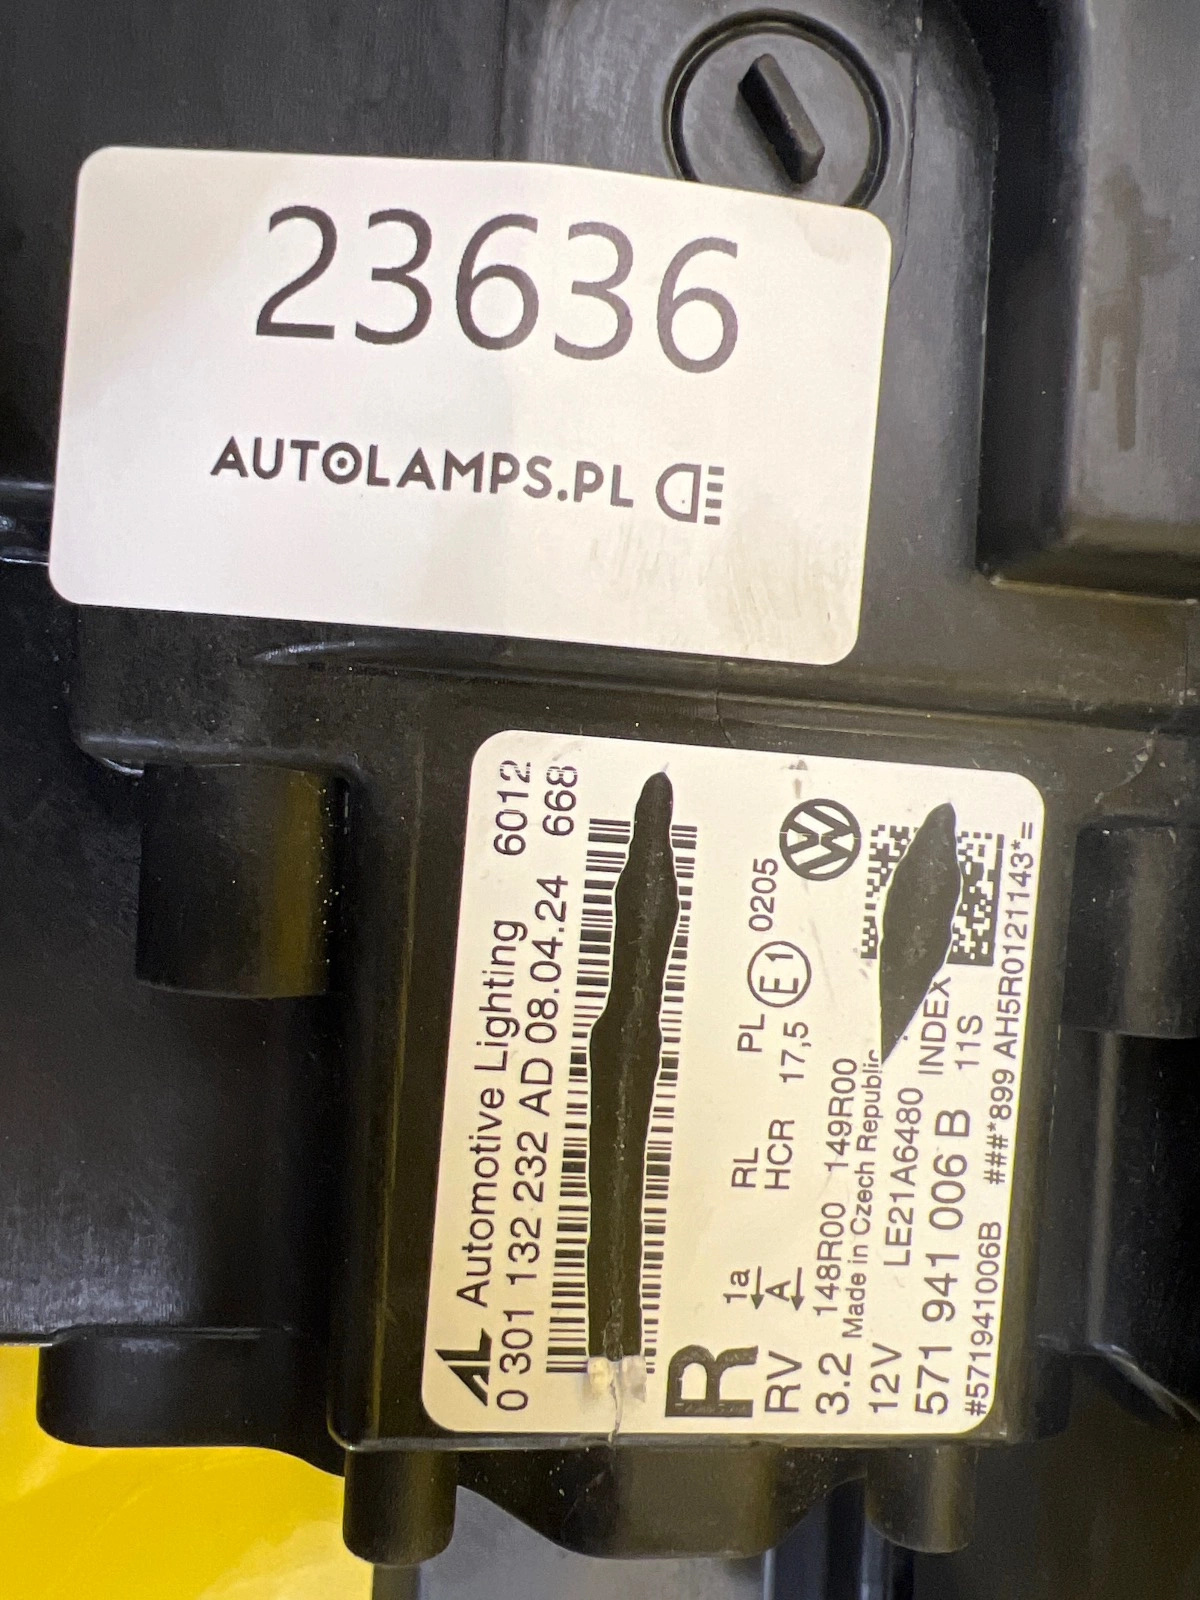 23636
AUTOLAMPS.PL
AL Automotive Lighting 6012
0 301 132 232 AD 08.04.24 668
R
1a RL PL
RV A HCR 17,5 E1 0205
3.2 148R00 149R00
Made in Czech Republic
12V LE21A6480 INDEX
571 941 006 B 11S
#571941006B ###*899 AH5R0121143*=